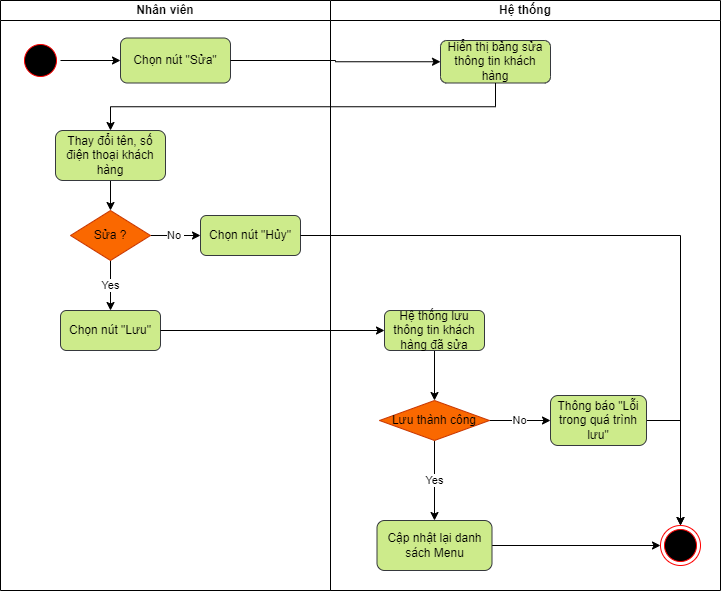 Nhân viên
Hệ thống
Chọn nút "Sửa"
Hiển thị bảng sửa
thông tin khách
hàng
Thay đổi tên, số
điện thoại khách
hàng
Sửa ?
No
Chọn nút "Hủy"
Yes
Chọn nút "Lưu"
Hệ thống lưu
thông tin khách
hàng đã sửa
Lưu thành công
No
Thông báo "Lỗi
trong quá trình
lưu"
Yes
Cập nhật lại danh
sách Menu